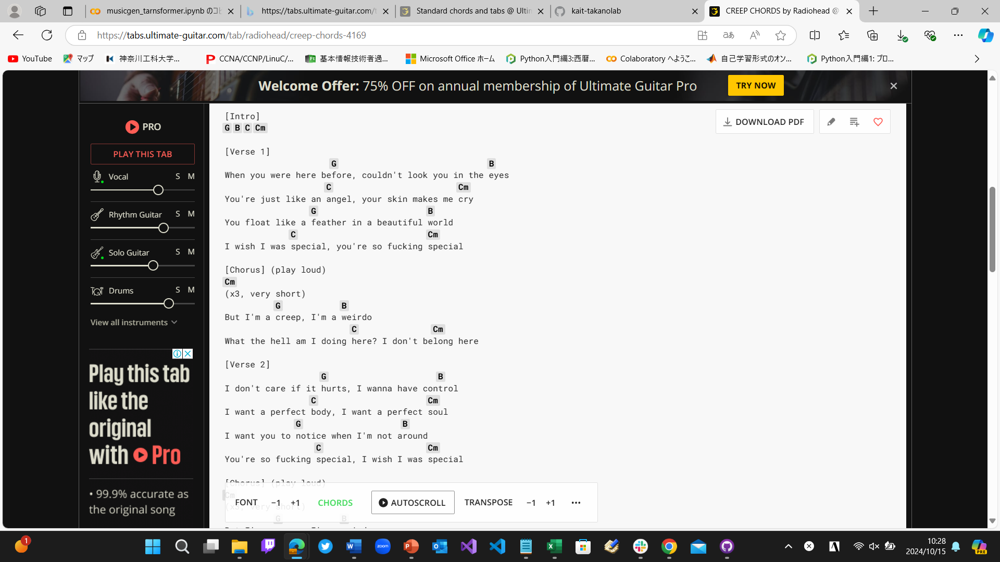 musicgen_tarnsformer.ipynb のコピ
https://tabs.ultimate-guitar.com/t
Standard chords and tabs @ Ultim
kait-takanolab
CREEP CHORDS by Radiohead @
https://tabs.ultimate-guitar.com/tab/radiohead/creep-chords-4169
YouTube
マップ
神奈川工科大学...
CCNA/CCNP/LinuC/...
基本情報技術者過...
Microsoft Office ホーム
Python入門編3:西暦...
Colaboratory へようこ...
自己学習形式のオン...
Python入門編1: プロ...
Welcome Offer: 75% OFF on annual membership of Ultimate Guitar Pro
TRY NOW
PRO
PLAY THIS TAB
Vocal S M
Rhythm Guitar S M
Solo Guitar S M
Drums S M
View all instruments
Play this tab
like the
original
with Pro
• 99.9% accurate as
the original song
DOWNLOAD PDF
[Intro]
G B C Cm
[Verse 1]
G B
When you were here before, couldn't look you in the eyes
C Cm
You're just like an angel, your skin makes me cry
G B
You float like a feather in a beautiful world
C Cm
I wish I was special, you're so fucking special
[Chorus] (play loud)
Cm
(x3, very short)
G B
But I'm a creep, I'm a weirdo
C Cm
What the hell am I doing here? I don't belong here
[Verse 2]
G B
I don't care if it hurts, I wanna have control
C Cm
I want a perfect body, I want a perfect soul
G B
I want you to notice when I'm not around
C Cm
You're so fucking special, I wish I was special
[Chorus] (play loud)
Cm
(x3, very short)
G B
FONT −1 +1 CHORDS AUTOSCROLL TRANSPOSE −1 +1
1
zoom
10:28
2024/10/15
PRE